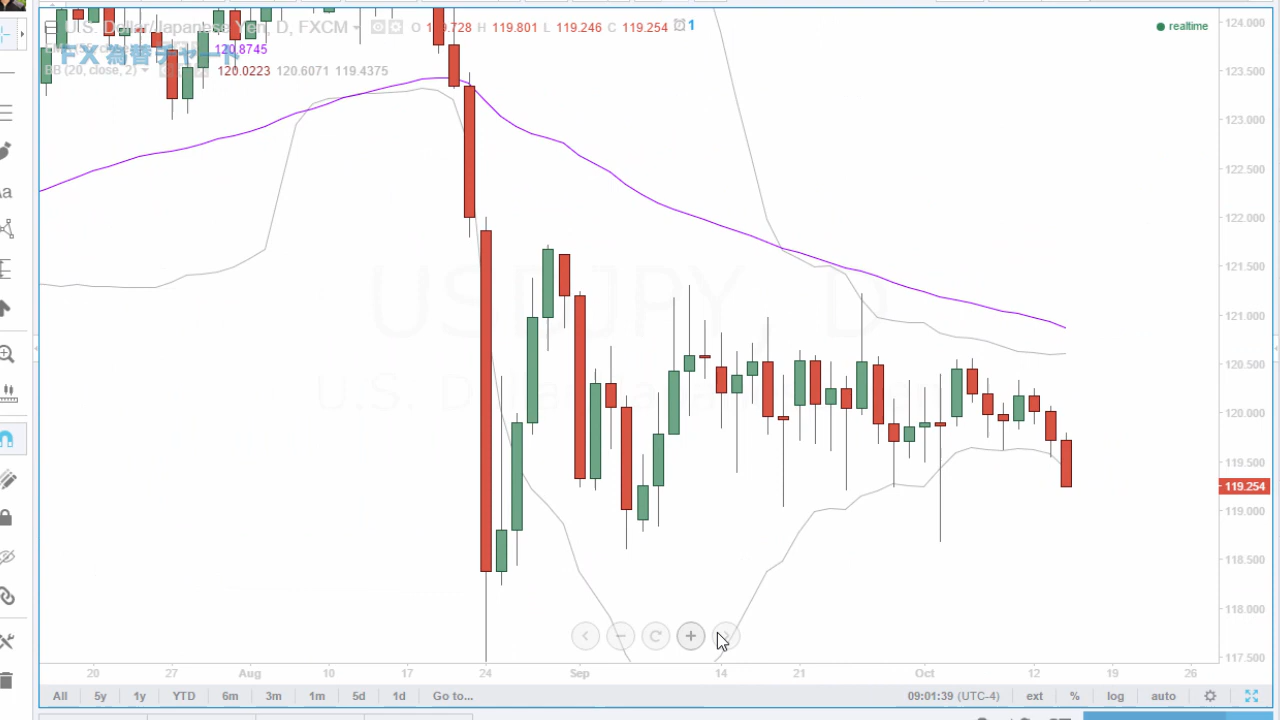 U.S. Dollar/Japanese Yen, D, FXCM O 119.728 H 119.801 L 119.246 C 119.254 1
realtime
FX 為替チャート
120.8745
BB (20, close, 2) 120.0223 120.6071 119.4375
124.000
123.500
123.000
122.500
122.000
121.500
121.000
120.500
120.000
119.500
119.254
119.000
118.500
118.000
117.500
USDJPY, D
U.S. Dollar/Japanese Yen
Aa
20 27 Aug 10 17 24 Sep 14 21 Oct 12 19 26
All 5y 1y YTD 6m 3m 1m 5d 1d Go to... 09:01:39 (UTC-4) ext % log auto